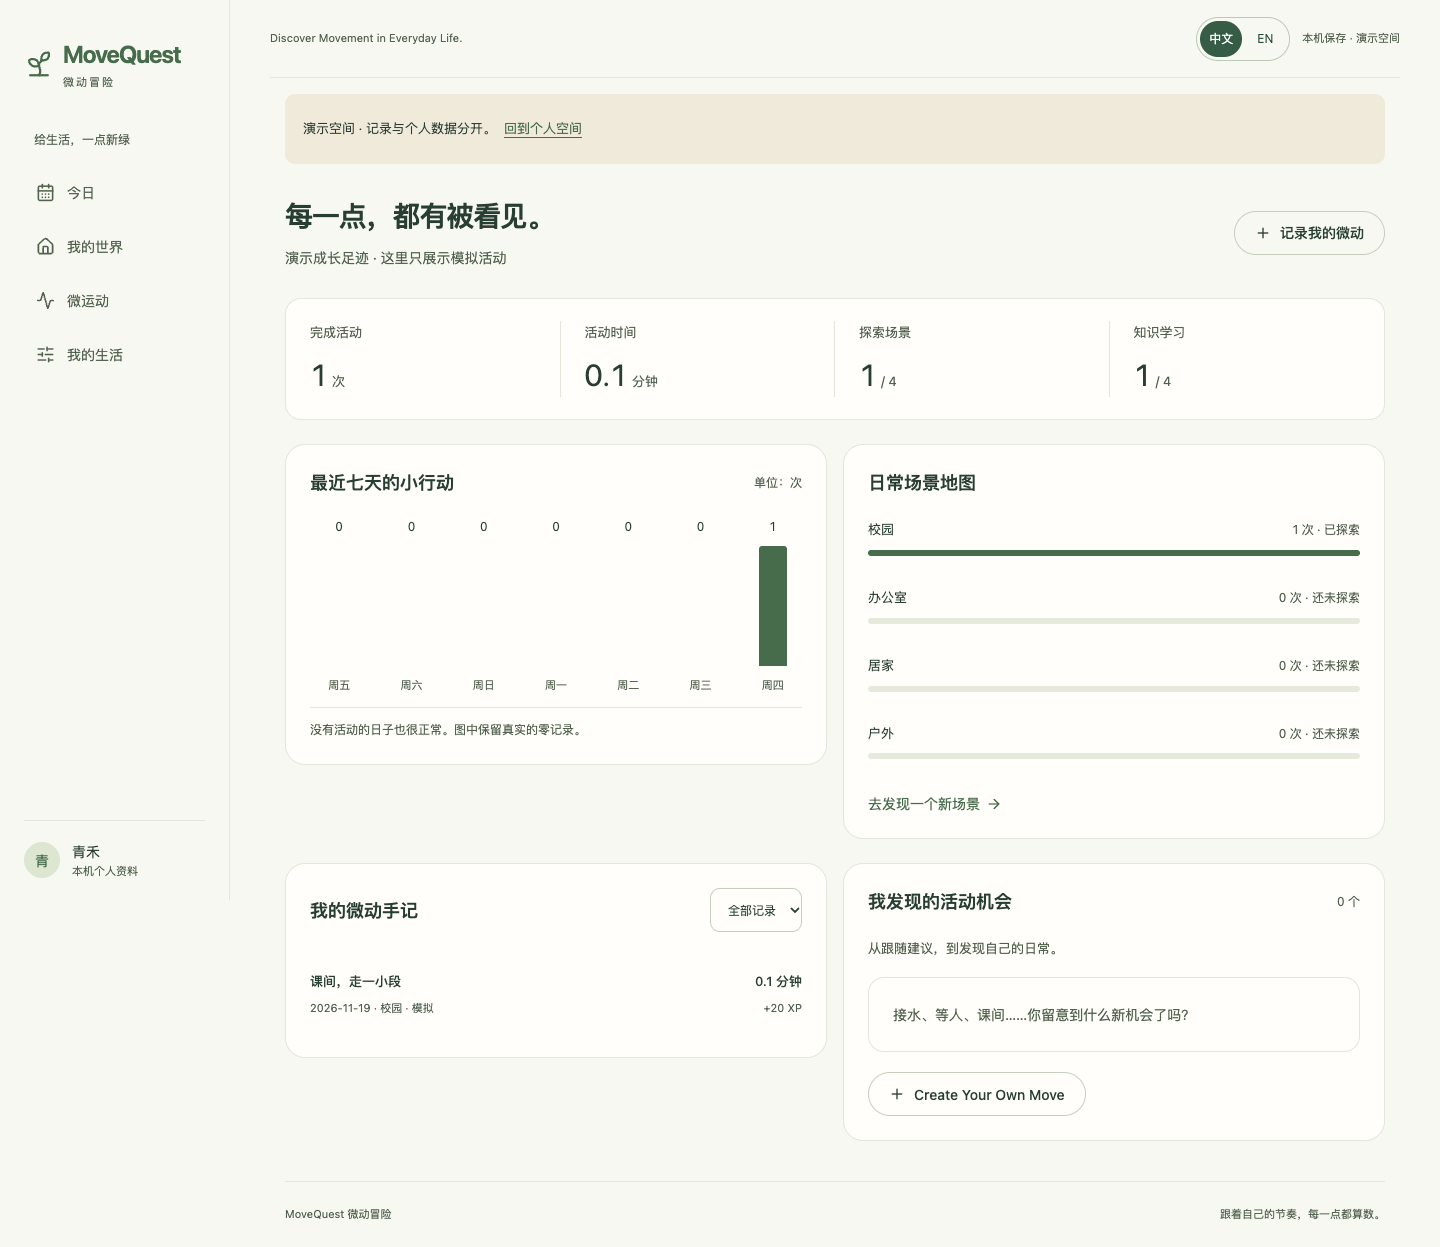 MoveQuest
微动冒险
给生活，一点新绿
今日
我的世界
微运动
我的生活
青
青禾
本机个人资料
Discover Movement in Everyday Life.
中文
EN
本机保存 · 演示空间
演示空间 · 记录与个人数据分开。 回到个人空间
每一点，都有被看见。
演示成长足迹 · 这里只展示模拟活动
记录我的微动
完成活动
1 次
活动时间
0.1 分钟
探索场景
1 / 4
知识学习
1 / 4
最近七天的小行动
单位：次
0 0 0 0 0 0 1
周五 周六 周日 周一 周二 周三 周四
没有活动的日子也很正常。图中保留真实的零记录。
日常场景地图
校园
1 次 · 已探索
办公室
0 次 · 还未探索
居家
0 次 · 还未探索
户外
0 次 · 还未探索
去发现一个新场景
我的微动手记
全部记录
课间，走一小段
0.1 分钟
2026-11-19 · 校园 · 模拟
+20 XP
我发现的活动机会
0 个
从跟随建议，到发现自己的日常。
接水、等人、课间……你留意到什么新机会了吗？
Create Your Own Move
MoveQuest 微动冒险
跟着自己的节奏，每一点都算数。